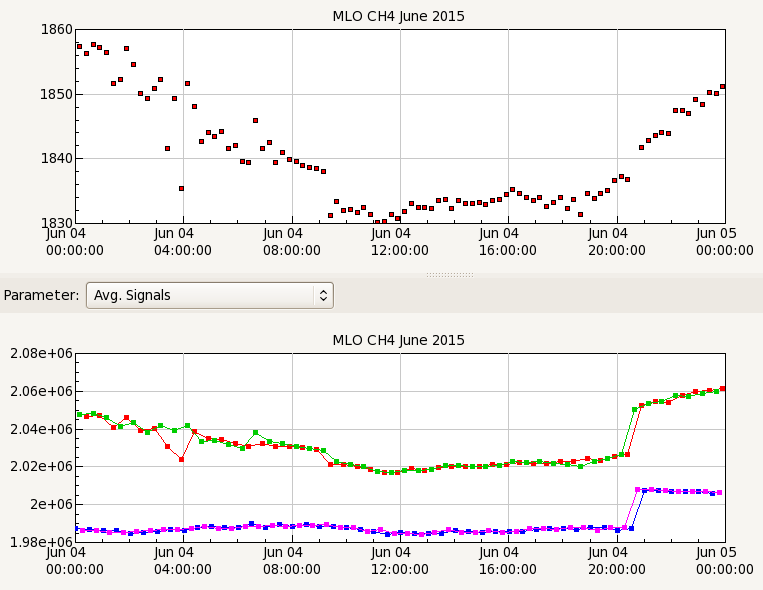 MLO CH4 June 2015
1860
1850
1840
1830
Jun 04 Jun 04 Jun 04 Jun 04 Jun 04 Jun 04 Jun 05
00:00:00 04:00:00 08:00:00 12:00:00 16:00:00 20:00:00 00:00:00
Parameter: Avg. Signals
MLO CH4 June 2015
2.08e+06
2.06e+06
2.04e+06
2.02e+06
2e+06
1.98e+06
Jun 04 Jun 04 Jun 04 Jun 04 Jun 04 Jun 04 Jun 05
00:00:00 04:00:00 08:00:00 12:00:00 16:00:00 20:00:00 00:00:00